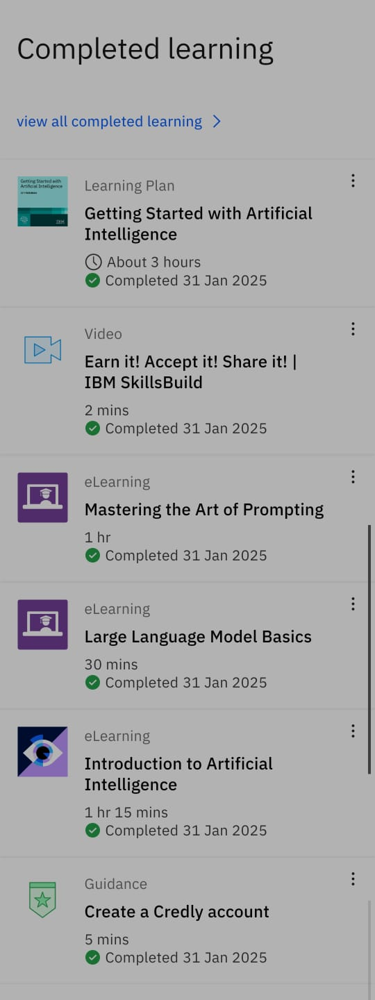 Completed learning
view all completed learning
Getting Started with
Artificial Intelligence
Learning Plan
Getting Started with Artificial
Intelligence
About 3 hours
Completed 31 Jan 2025
Video
Earn it! Accept it! Share it! |
IBM SkillsBuild
2 mins
Completed 31 Jan 2025
eLearning
Mastering the Art of Prompting
1 hr
Completed 31 Jan 2025
eLearning
Large Language Model Basics
30 mins
Completed 31 Jan 2025
eLearning
Introduction to Artificial
Intelligence
1 hr 15 mins
Completed 31 Jan 2025
Guidance
Create a Credly account
5 mins
Completed 31 Jan 2025